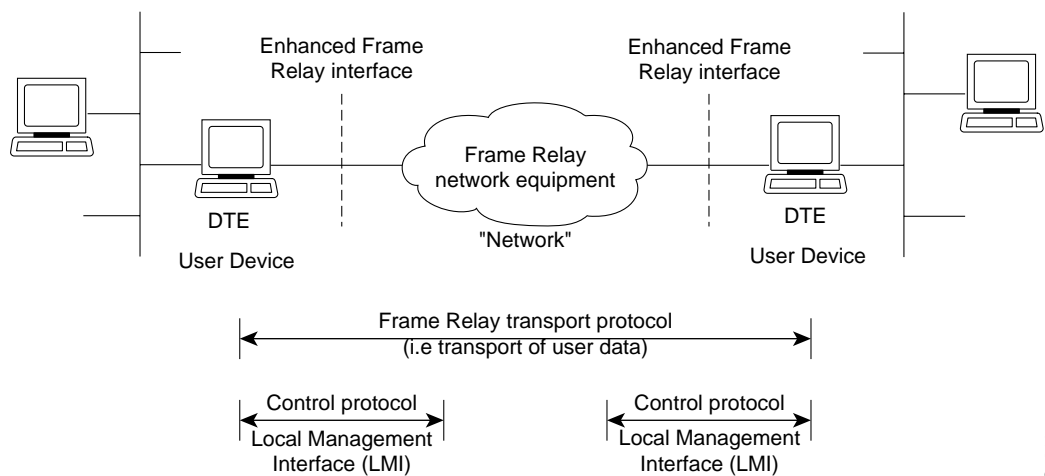 Enhanced Frame
Relay interface
Enhanced Frame
Relay interface
Frame Relay
network equipment
"Network"
DTE
User Device
DTE
User Device
Frame Relay transport protocol
(i.e transport of user data)
Control protocol
Local Management
Interface (LMI)
Control protocol
Local Management
Interface (LMI)